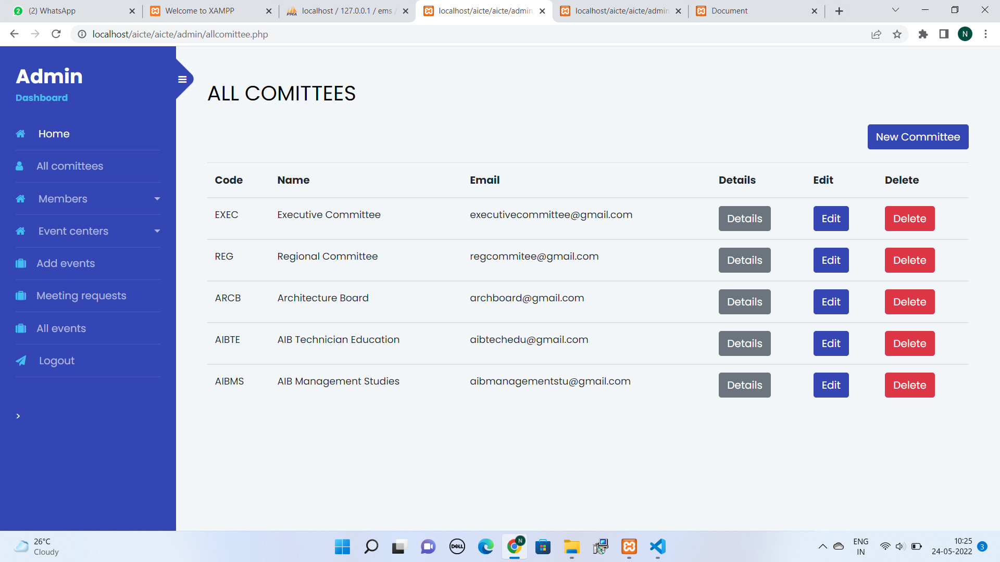 (2) WhatsApp
Welcome to XAMPP
localhost / 127.0.0.1 / ems /
localhost/aicte/aicte/admin
localhost/aicte/aicte/admin
Document
localhost/aicte/aicte/admin/allcomittee.php
N
Admin
Dashboard
Home
All comittees
Members
Event centers
Add events
Meeting requests
All events
Logout
>
ALL COMITTEES
New Committee
Code Name Email Details Edit Delete
EXEC Executive Committee executivecommittee@gmail.com Details Edit Delete
REG Regional Committee regcommitee@gmail.com Details Edit Delete
ARCB Architecture Board archboard@gmail.com Details Edit Delete
AIBTE AIB Technician Education aibtechedu@gmail.com Details Edit Delete
AIBMS AIB Management Studies aibmanagementstu@gmail.com Details Edit Delete
26°C
Cloudy
DELL
N
ENG
IN
10:25
24-05-2022
3